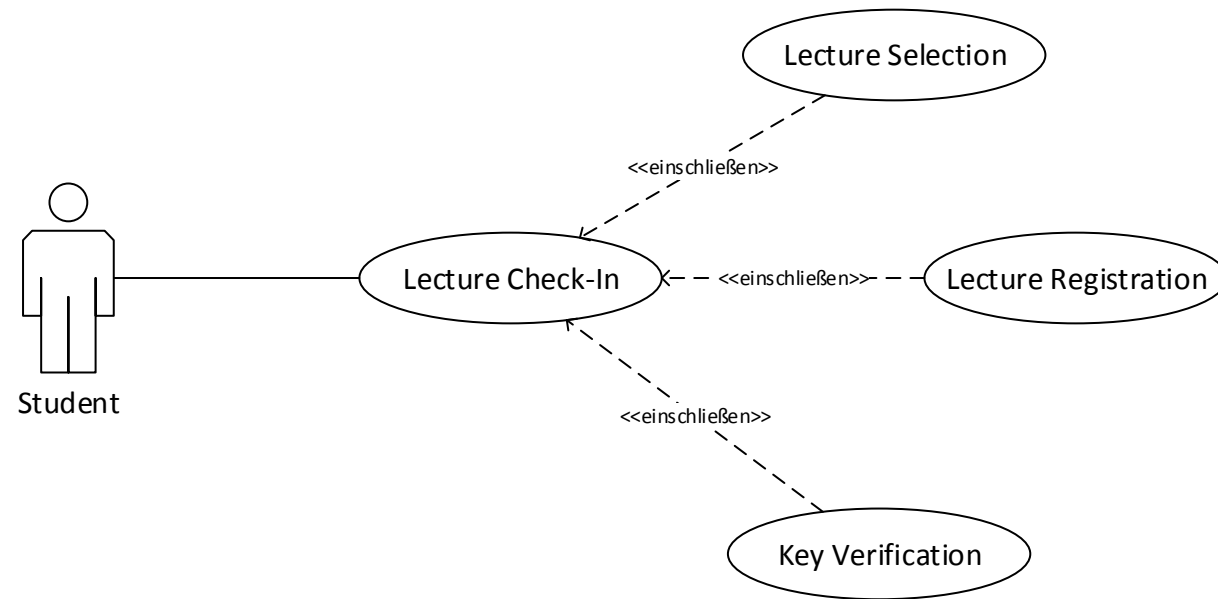 Lecture Selection
<<einschließen>>
Lecture Check-In
<<einschließen>>
Lecture Registration
Student
<<einschließen>>
Key Verification